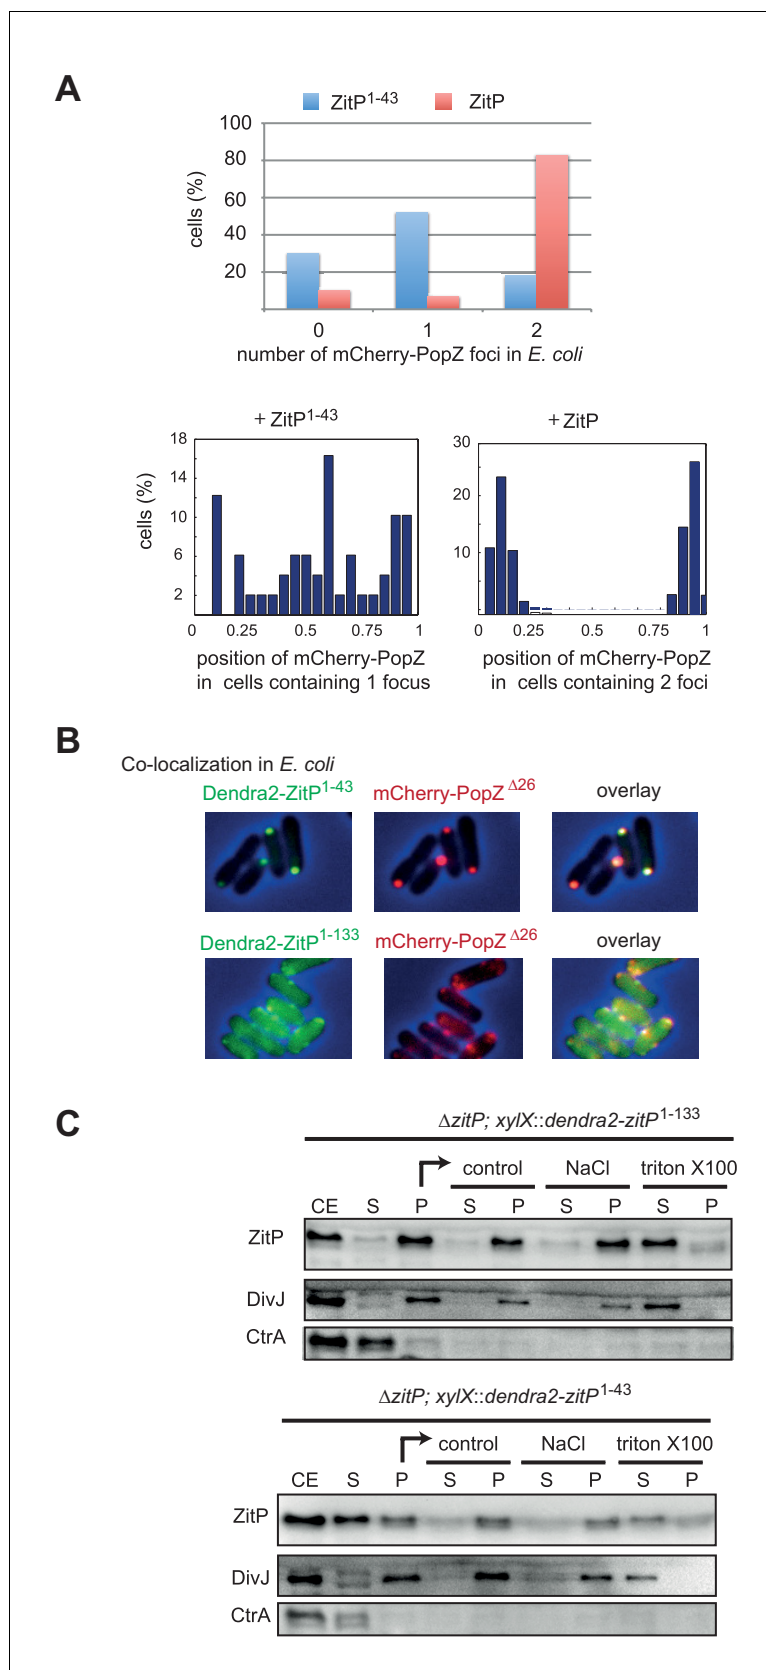 A
ZitP1-43 ZitP
100
80
60
40
20
cells (%)
0 1 2
number of mCherry-PopZ foci in E. coli
+ ZitP1-43
18
14
10
6
2
cells (%)
0 0.25 0.5 0.75 1
position of mCherry-PopZ
in cells containing 1 focus
+ ZitP
30
20
10
0 0.25 0.5 0.75 1
position of mCherry-PopZ
in cells containing 2 foci
B
Co-localization in E. coli
Dendra2-ZitP1-43 mCherry-PopZ Δ26 overlay
Dendra2-ZitP1-133 mCherry-PopZ Δ26 overlay
C
ΔzitP; xylX::dendra2-zitP1-133
control NaCl triton X100
CE S P S P S P S P
ZitP
DivJ
CtrA
ΔzitP; xylX::dendra2-zitP1-43
control NaCl triton X100
CE S P S P S P S P
ZitP
DivJ
CtrA